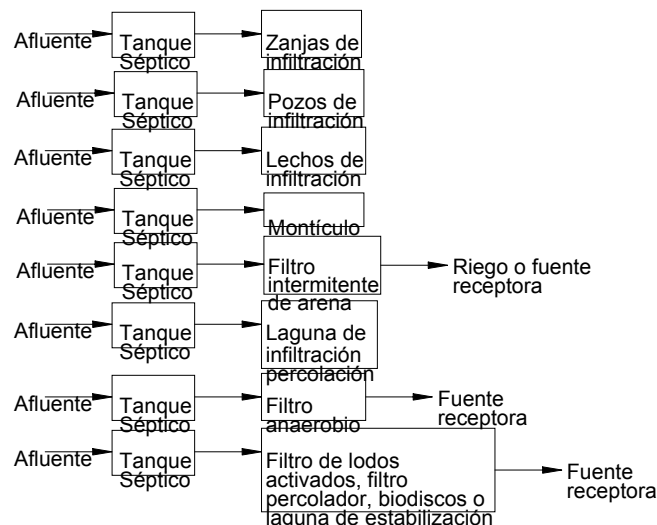 Afluente
Tanque
Séptico
Zanjas de
infiltración
Afluente
Tanque
Séptico
Pozos de
infiltración
Afluente
Tanque
Séptico
Lechos de
infiltración
Afluente
Tanque
Séptico
Montículo
Afluente
Tanque
Séptico
Filtro
intermitente
de arena
Riego o fuente
receptora
Afluente
Tanque
Séptico
Laguna de
infiltración
percolación
Afluente
Tanque
Séptico
Filtro
anaerobio
Fuente
receptora
Afluente
Tanque
Séptico
Filtro de lodos
activados, filtro
percolador, biodiscos o
laguna de estabilización
Fuente
receptora